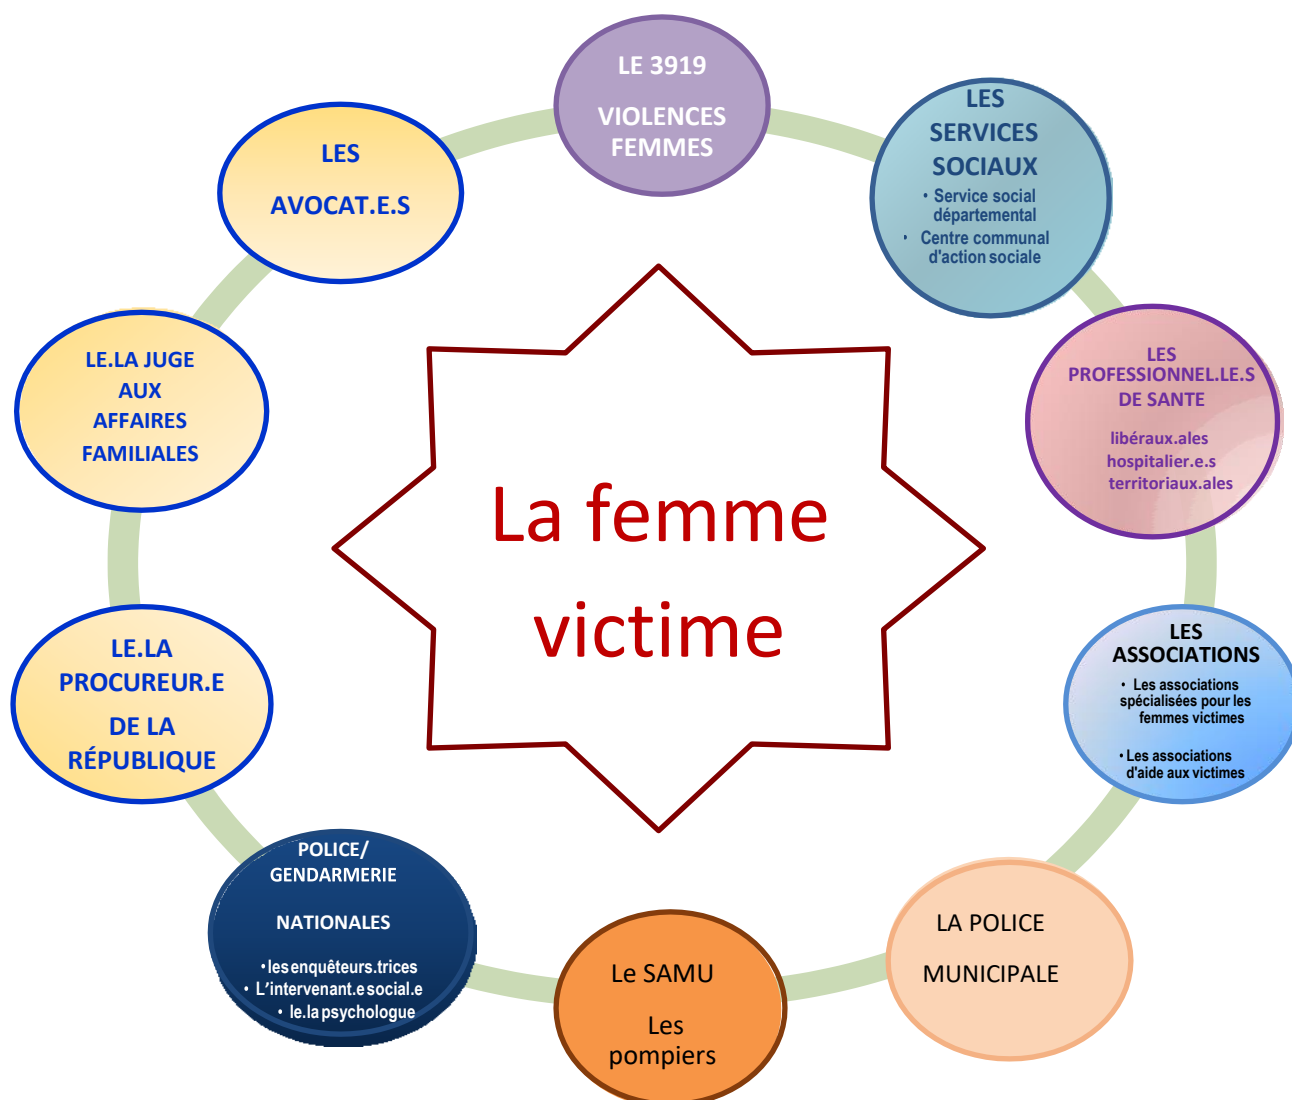 LE 3919
VIOLENCES
FEMMES
LES
SERVICES
SOCIAUX
• Service social
départemental
• Centre communal
d'action sociale
LES
PROFESSIONNEL.LE.S
DE SANTE
libéraux.ales
hospitalier.e.s
territoriaux.ales
LES
ASSOCIATIONS
• Les associations
spécialisées pour les
femmes victimes
• Les associations
d'aide aux victimes
LA POLICE
MUNICIPALE
Le SAMU
Les
pompiers
POLICE/
GENDARMERIE
NATIONALES
• les enquêteurs.trices
• L'intervenant.e social.e
• le.la psychologue
LE.LA
PROCUREUR.E
DE LA
RÉPUBLIQUE
LE.LA JUGE
AUX
AFFAIRES
FAMILIALES
LES
AVOCAT.E.S
La femme
victime